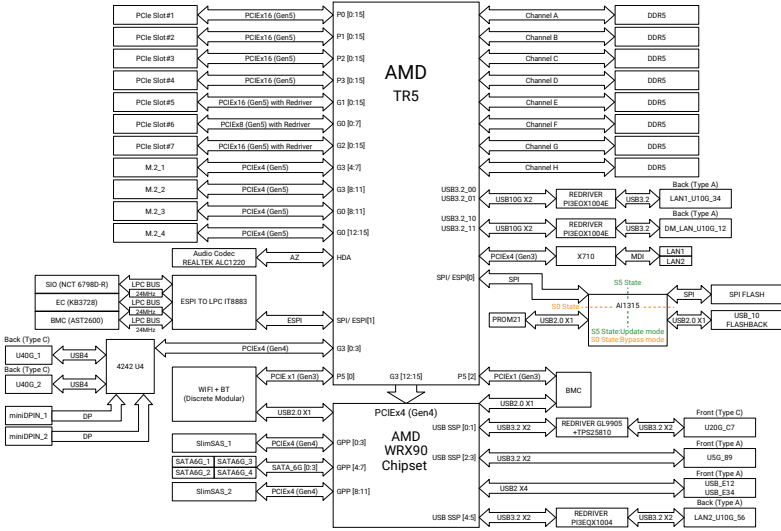 PCIe Slot#1
PCIEx16 (Gen5)
P0 [0:15]
PCIe Slot#2
PCIEx16 (Gen5)
P1 [0:15]
PCIe Slot#3
PCIEx16 (Gen5)
P2 [0:15]
PCIe Slot#4
PCIEx16 (Gen5)
P3 [0:15]
PCIe Slot#5
PCIEx16 (Gen5) with Redriver
G1 [0:15]
PCIe Slot#6
PCIEx8 (Gen5) with Redriver
G0 [0:7]
PCIe Slot#7
PCIEx16 (Gen5) with Redriver
G2 [0:15]
M.2_1
PCIEx4 (Gen5)
G3 [4:7]
M.2_2
PCIEx4 (Gen5)
G3 [8:11]
M.2_3
PCIEx4 (Gen5)
G0 [8:11]
M.2_4
PCIEx4 (Gen5)
G0 [12:15]
Audio Codec
REALTEK ALC1220
AZ
HDA
SIO (NCT 6798D-R)
LPC BUS
24MHz
EC (KB3728)
LPC BUS
24MHz
BMC (AST2600)
LPC BUS
24MHz
ESPI TO LPC IT8883
ESPI
SPI/ ESPI[1]
Back (Type C)
U40G_1
USB4
Back (Type C)
U40G_2
USB4
4242 U4
PCIEx4 (Gen4)
G3 [0:3]
miniDPIN_1
DP
miniDPIN_2
DP
WIFI + BT
(Discrete Modular)
PCIE x1 (Gen3)
P5 [0]
USB2.0 X1
SlimSAS_1
PCIEx4 (Gen4)
GPP [0:3]
SATA6G_1
SATA6G_3
SATA6G_2
SATA6G_4
SATA_6G [0:3]
GPP [4:7]
SlimSAS_2
PCIEx4 (Gen4)
GPP [8:11]
AMD
TR5
G3 [12:15]
PCIEx4 (Gen4)
AMD
WRX90
Chipset
Channel A
DDR5
Channel B
DDR5
Channel C
DDR5
Channel D
DDR5
Channel E
DDR5
Channel F
DDR5
Channel G
DDR5
Channel H
DDR5
USB3.2_00
USB3.2_01
USB10G X2
REDRIVER
PI3EOX1004E
USB3.2
Back (Type A)
LAN1_U10G_34
USB3.2_10
USB3.2_11
USB10G X2
REDRIVER
PI3EOX1004E
USB3.2
Back (Type A)
DM_LAN_U10G_12
PCIEx4 (Gen3)
X710
MDI
LAN1
LAN2
SPI/ ESPI[0]
SPI
S5 State
S0 State
AI1315
S5 State:Update mode
S0 State:Bypass mode
PROM21
USB2.0 X1
SPI
SPI FLASH
USB2.0 X1
USB_10
FLASHBACK
P5 [2]
PCIEx1 (Gen3)
BMC
USB2.0 X1
USB SSP [0:1]
USB3.2 X2
REDRIVER GL9905
+TPS25810
USB3.2 X2
Front (Type C)
U20G_C7
USB SSP [2:3]
USB3.2 X2
Front (Type A)
U5G_89
USB2 X4
Front (Type A)
USB_E12
USB_E34
USB SSP [4:5]
USB3.2 X2
REDRIVER
PI3EQX1004
USB3.2 X2
Back (Type A)
LAN2_U10G_56